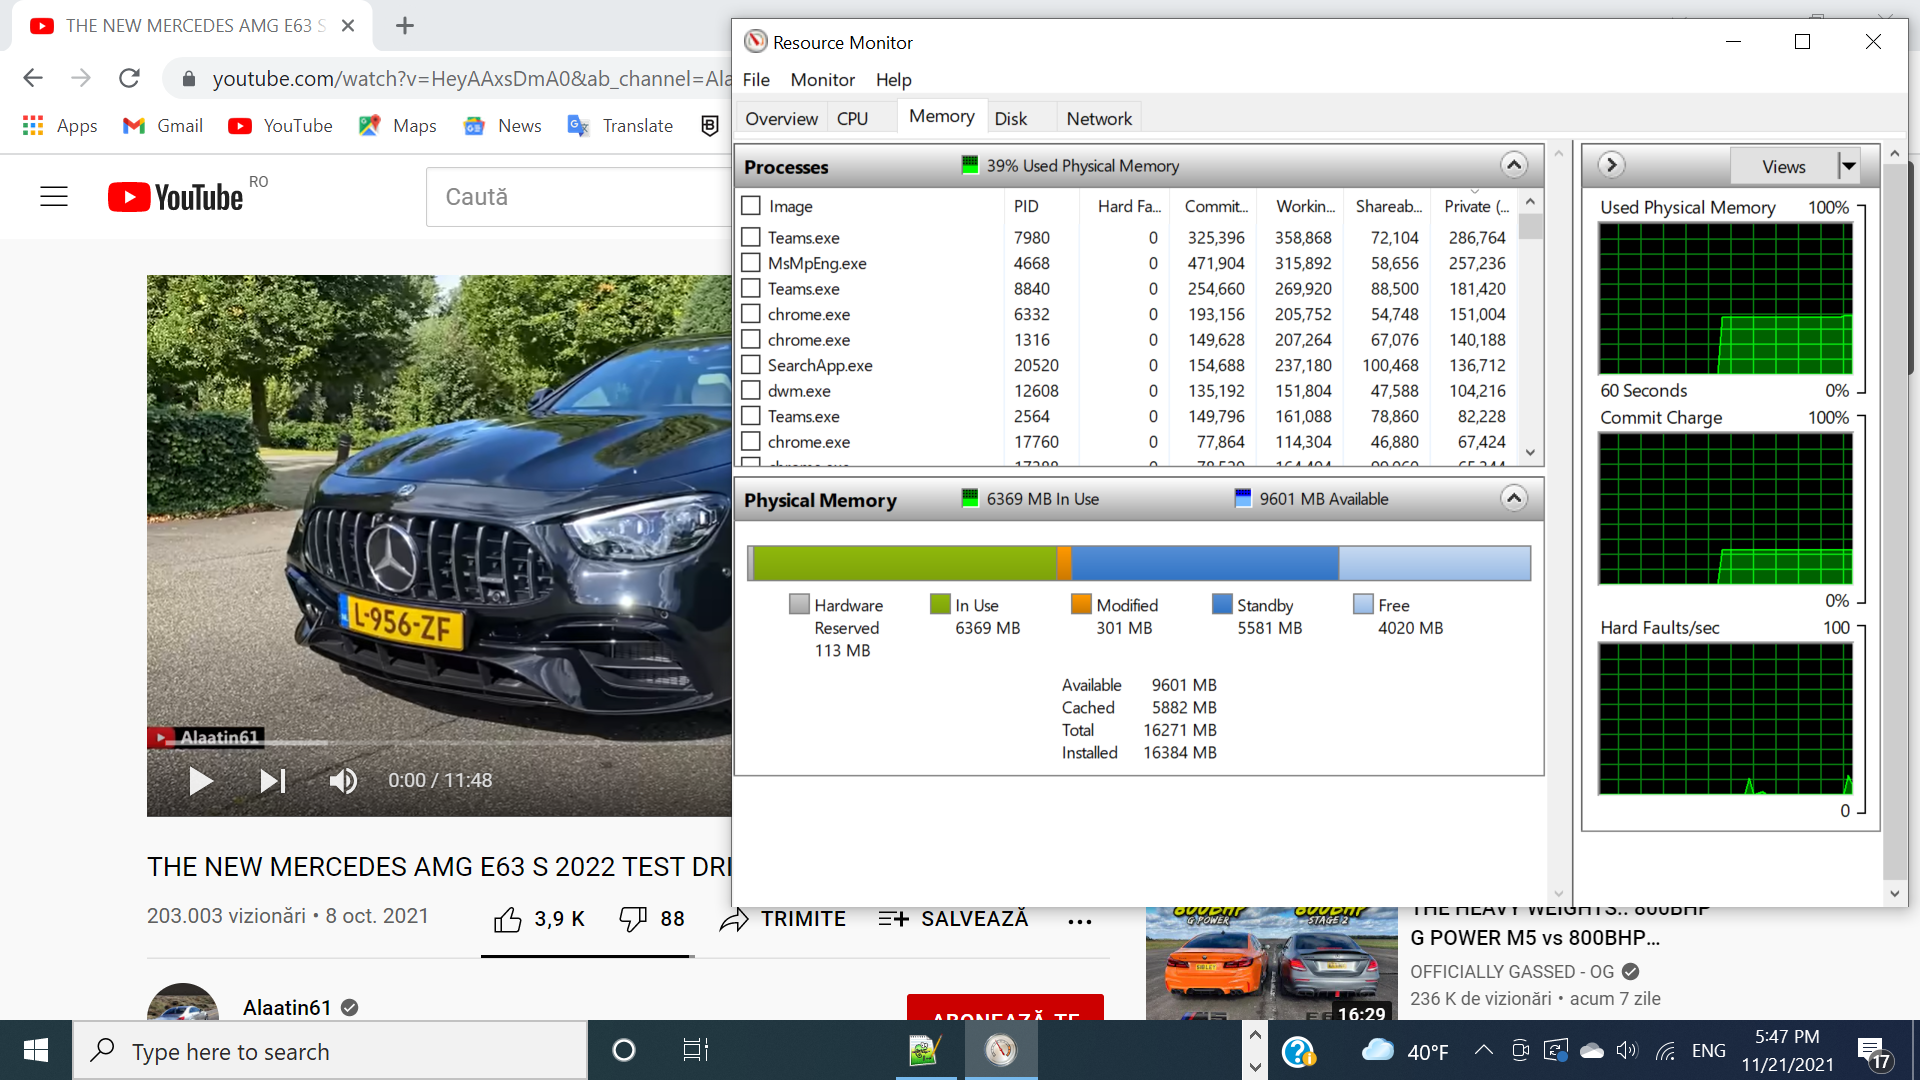 THE NEW MERCEDES AMG E63 S
youtube.com/watch?v=HeyAAxsDmA0&ab_channel=Ala
Apps Gmail YouTube Maps News Translate
YouTube RO
Caută
Alaatin61
L-956-ZF
0:00 / 11:48
THE NEW MERCEDES AMG E63 S 2022 TEST DRI
203.003 vizionări • 8 oct. 2021
3,9 K 88 TRIMITE SALVEAZĂ
Alaatin61
ABONEAZĂ-TE
Resource Monitor
File Monitor Help
Overview CPU Memory Disk Network
Processes 39% Used Physical Memory
Image PID Hard Fa... Commit... Workin... Shareab... Private (...
Teams.exe 7980 0 325,396 358,868 72,104 286,764
MsMpEng.exe 4668 0 471,904 315,892 58,656 257,236
Teams.exe 8840 0 254,660 269,920 88,500 181,420
chrome.exe 6332 0 193,156 205,752 54,748 151,004
chrome.exe 1316 0 149,628 207,264 67,076 140,188
SearchApp.exe 20520 0 154,688 237,180 100,468 136,712
dwm.exe 12608 0 135,192 151,804 47,588 104,216
Teams.exe 2564 0 149,796 161,088 78,860 82,228
chrome.exe 17760 0 77,864 114,304 46,880 67,424
Physical Memory 6369 MB In Use 9601 MB Available
Hardware Reserved 113 MB
In Use 6369 MB
Modified 301 MB
Standby 5581 MB
Free 4020 MB
Available 9601 MB
Cached 5882 MB
Total 16271 MB
Installed 16384 MB
Views
Used Physical Memory 100%
60 Seconds 0%
Commit Charge 100%
0%
Hard Faults/sec 100
0
800BHP G POWER 800BHP STAGE 2
16:29
THE HEAVY WEIGHTS.. 800BHP
G POWER M5 vs 800BHP...
OFFICIALLY GASSED - OG
236 K de vizionări • acum 7 zile
Type here to search
40°F
ENG
5:47 PM
11/21/2021
17